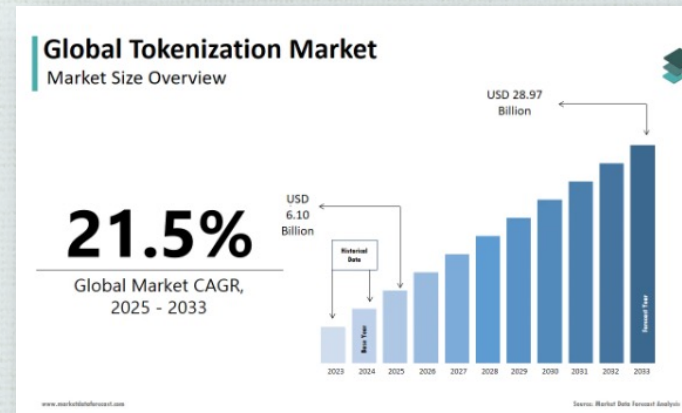 Global Tokenization Market
Market Size Overview
USD 28.97
Billion
USD
6.10
Billion
21.5%
Global Market CAGR,
2025 - 2033
Historical
Data
Base Year
Forecast Year
2023 2024 2025 2026 2027 2028 2029 2030 2031 2032 2033
www.marketdataforecast.com
Source: Market Data Forecast Analysis